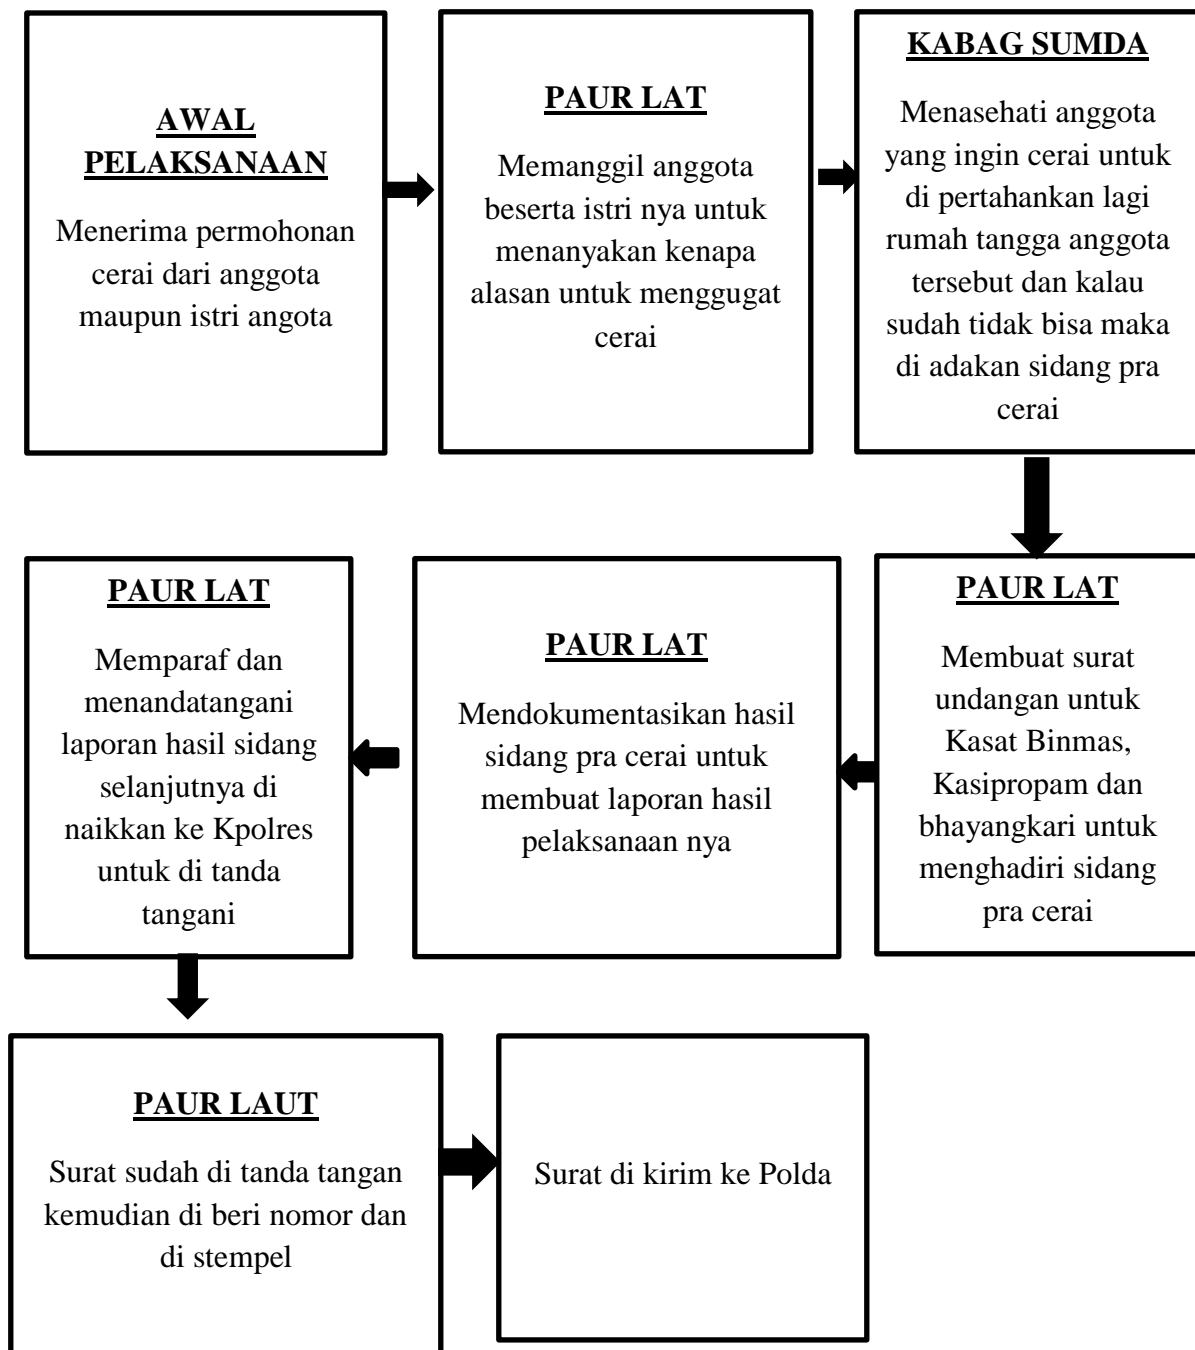 AWAL
PELAKSANAAN
Menerima permohonan
cerai dari anggota
maupun istri angota
PAUR LAT
Memanggil anggota
beserta istri nya untuk
menanyakan kenapa
alasan untuk menggugat
cerai
KABAG SUMDA
Menasehati anggota
yang ingin cerai untuk
di pertahankan lagi
rumah tangga anggota
tersebut dan kalau
sudah tidak bisa maka
di adakan sidang pra
cerai
PAUR LAT
Membuat surat
undangan untuk
Kasat Binmas,
Kasipropam dan
bhayangkari untuk
menghadiri sidang
pra cerai
PAUR LAT
Mendokumentasikan hasil
sidang pra cerai untuk
membuat laporan hasil
pelaksanaan nya
PAUR LAT
Memparaf dan
menandatangani
laporan hasil sidang
selanjutnya di
naikkan ke Kpolres
untuk di tanda
tangani
PAUR LAUT
Surat sudah di tanda tangan
kemudian di beri nomor dan
di stempel
Surat di kirim ke Polda